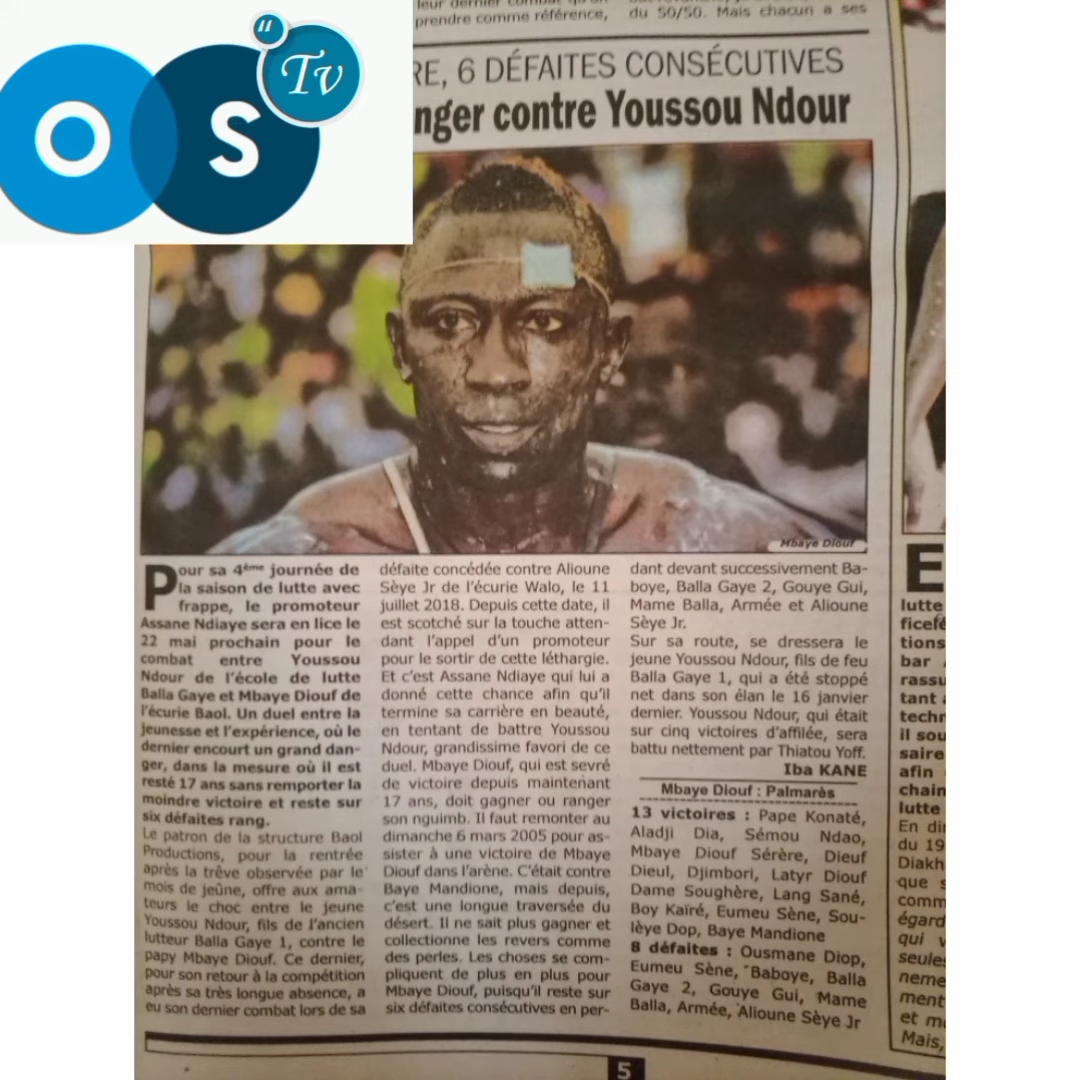 OS
" Tv
prendre comme référence,
du 50/50. Mais chacun a ses
RE, 6 DÉFAITES CONSÉCUTIVES
nger contre Youssou Ndour
Mbaye Diouf
Pour sa 4ème journée de
la saison de lutte avec
frappe, le promoteur
Assane Ndiaye sera en lice le
22 mai prochain pour le
combat entre Youssou
Ndour de l'école de lutte
Balla Gaye et Mbaye Diouf de
l'écurie Baol. Un duel entre la
jeunesse et l'expérience, où le
dernier encourt un grand dan-
ger, dans la mesure où il est
resté 17 ans sans remporter la
moindre victoire et reste sur
six défaites rang.
Le patron de la structure Baol
Productions, pour la rentrée
après la trêve observée par le
mois de jeûne, offre aux ama-
teurs le choc entre le jeune
Youssou Ndour, fils de l'ancien
lutteur Balla Gaye 1, contre le
papy Mbaye Diouf. Ce dernier,
pour son retour à la compétition
après sa très longue absence, a
eu son dernier combat lors de sa
défaite concédée contre Alioune
Sèye Jr de l'écurie Walo, le 11
juillet 2018. Depuis cette date, il
est scotché sur la touche atten-
dant l'appel d'un promoteur
pour le sortir de cette léthargie.
Et c'est Assane Ndiaye qui lui a
donné cette chance afin qu'il
termine sa carrière en beauté,
en tentant de battre Youssou
Ndour, grandissime favori de ce
duel. Mbaye Diouf, qui est sevré
de victoire depuis maintenant
17 ans, doit gagner ou ranger
son nguimb. Il faut remonter au
dimanche 6 mars 2005 pour as-
sister à une victoire de Mbaye
Diouf dans l'arène. C'était contre
Baye Mandione, mais depuis,
c'est une longue traversée du
désert. Il ne sait plus gagner et
collectionne les revers comme
des perles. Les choses se com-
pliquent de plus en plus pour
Mbaye Diouf, puisqu'il reste sur
six défaites consécutives en per-
dant devant successivement Ba-
boye, Balla Gaye 2, Gouye Gui,
Mame Balla, Armée et Alioune
Sèye Jr.
Sur sa route, se dressera le
jeune Youssou Ndour, fils de feu
Balla Gaye 1, qui a été stoppé
net dans son élan le 16 janvier
dernier. Youssou Ndour, qui était
sur cinq victoires d'affilée, sera
battu nettement par Thiatou Yoff.
Iba KANE
Mbaye Diouf : Palmarès
13 victoires : Pape Konaté,
Aladji Dia, Sémou Ndao,
Mbaye Diouf Sérère, Dieuf
Dieul, Djimbori, Latyr Diouf
Dame Soughère, Lang Sané,
Boy Kaïré, Eumeu Sène, Sou-
lèye Dop, Baye Mandione
8 défaites : Ousmane Diop,
Eumeu Sène, Baboye, Balla
Gaye 2, Gouye Gui, Mame
Balla, Armée, Alioune Sèye Jr
E
lutte
ficefé
tions
bar
rassu
tant
techn
il sou
saire
afin
chain
lutte
En di
du 19
Diakh
que s
comm
égard
qui v
seules
neme
ment
et m
Mais,
5